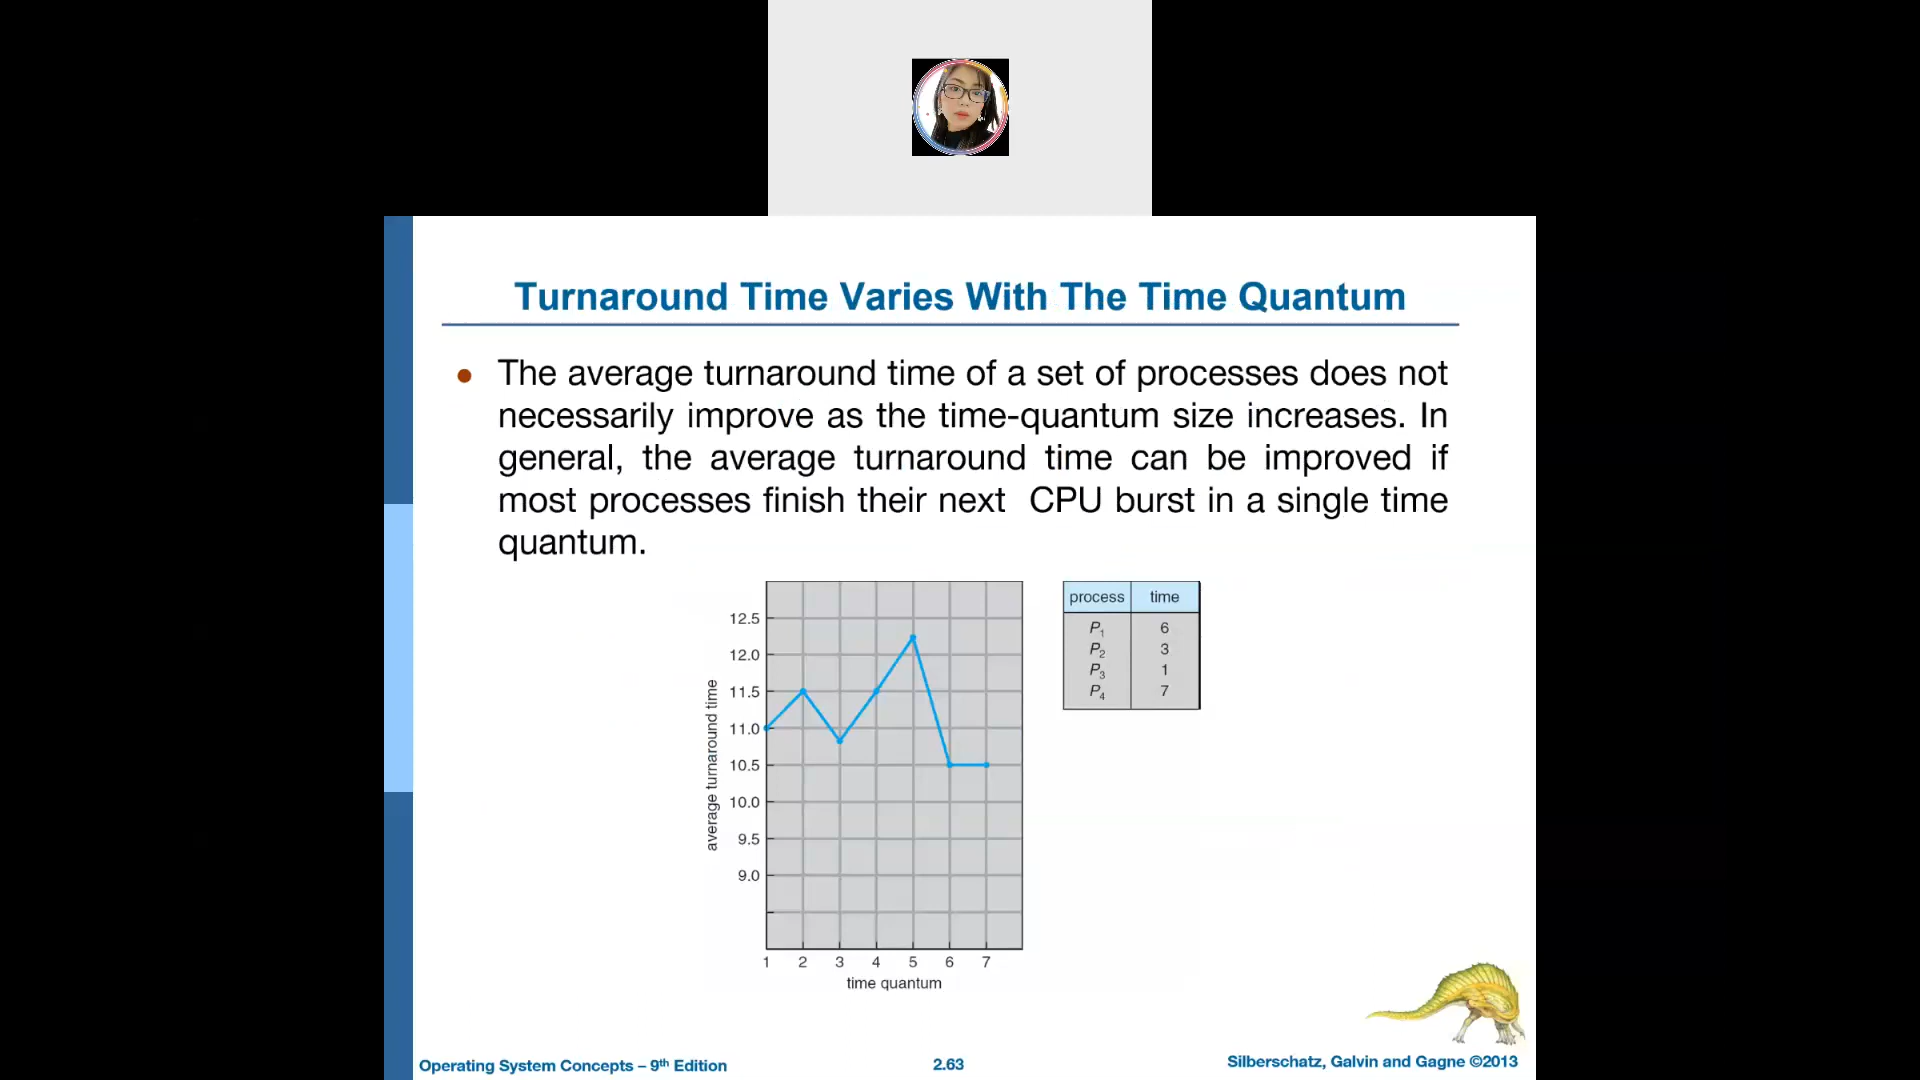 Turnaround Time Varies With The Time Quantum
• The average turnaround time of a set of processes does not
necessarily improve as the time-quantum size increases. In
general, the average turnaround time can be improved if
most processes finish their next CPU burst in a single time
quantum.
12.5
12.0
11.5
11.0
10.5
10.0
9.5
9.0
average turnaround time
1 2 3 4 5 6 7
time quantum
process time
P1 6
P2 3
P3 1
P4 7
Operating System Concepts – 9th Edition
2.63
Silberschatz, Galvin and Gagne ©2013